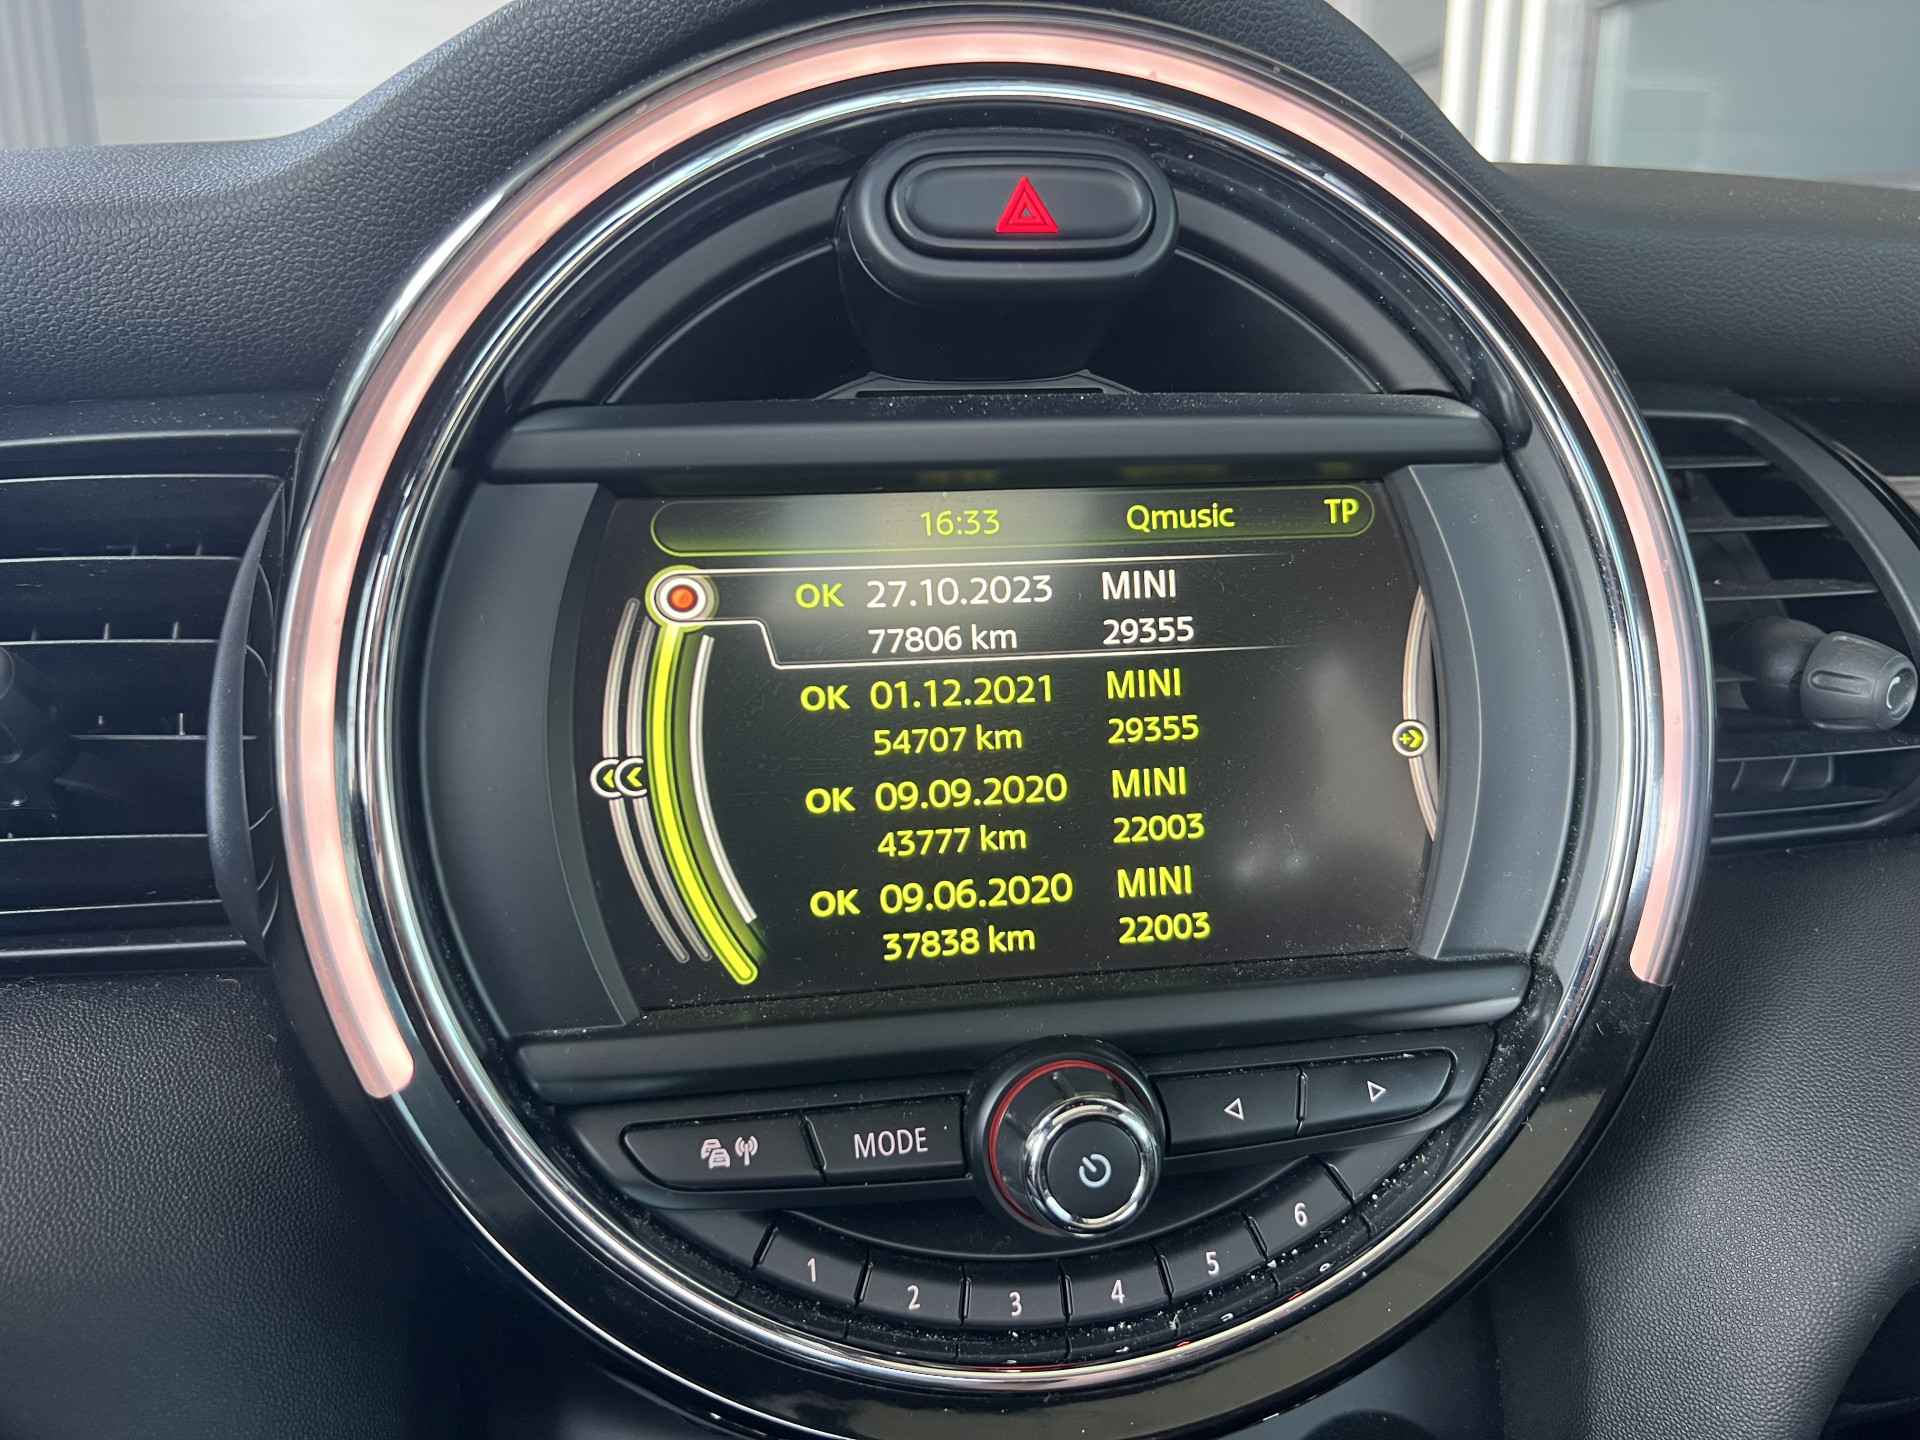 16:33 Qmusic TP
OK 27.10.2023 MINI
77806 km 29355
OK 01.12.2021 MINI
54707 km 29355
OK 09.09.2020 MINI
43777 km 22003
OK 09.06.2020 MINI
37838 km 22003
MODE
1 2 3 4 5 6